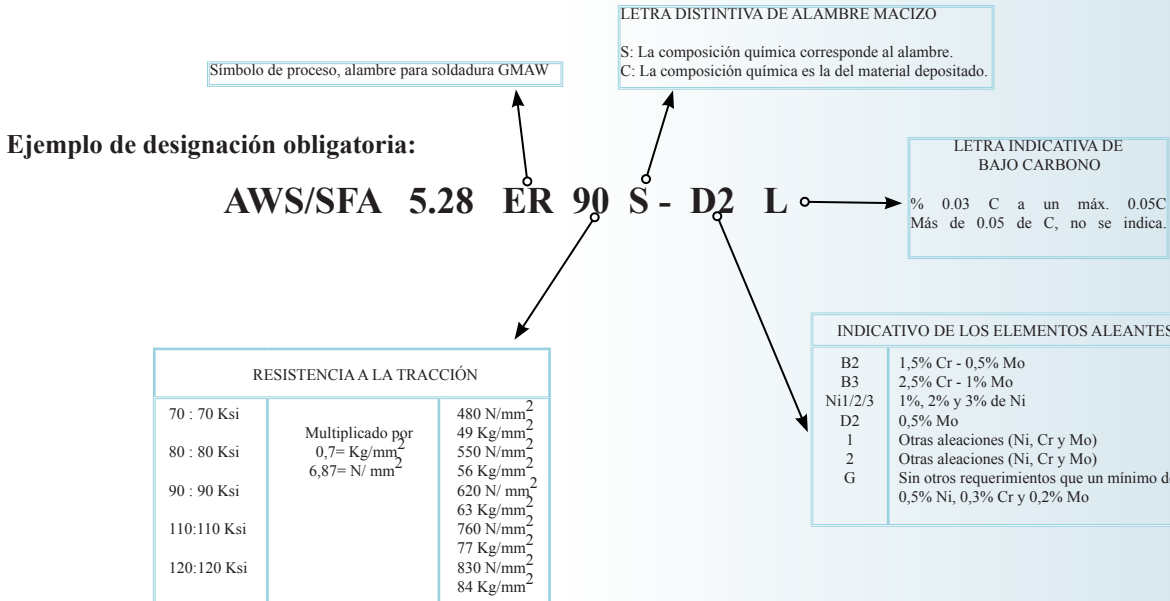 LETRA DISTINTIVA DE ALAMBRE MACIZO
S: La composición química corresponde al alambre.
C: La composición química es la del material depositado.
Símbolo de proceso, alambre para soldadura GMAW
Ejemplo de designación obligatoria:
AWS/SFA 5.28 ER 90 S - D2 L
LETRA INDICATIVA DE
BAJO CARBONO
% 0.03 C a un máx. 0.05C
Más de 0.05 de C, no se indica.
RESISTENCIA A LA TRACCIÓN
70 : 70 Ksi
80 : 80 Ksi
90 : 90 Ksi
110:110 Ksi
120:120 Ksi
Multiplicado por
0,7= Kg/mm2
6,87= N/ mm2
480 N/mm2
49 Kg/mm2
550 N/mm2
56 Kg/mm2
620 N/ mm2
63 Kg/mm2
760 N/mm2
77 Kg/mm2
830 N/mm2
84 Kg/mm2
INDICATIVO DE LOS ELEMENTOS ALEANTES
B2 1,5% Cr - 0,5% Mo
B3 2,5% Cr - 1% Mo
Ni1/2/3 1%, 2% y 3% de Ni
D2 0,5% Mo
1 Otras aleaciones (Ni, Cr y Mo)
2 Otras aleaciones (Ni, Cr y Mo)
G Sin otros requerimientos que un mínimo de
0,5% Ni, 0,3% Cr y 0,2% Mo